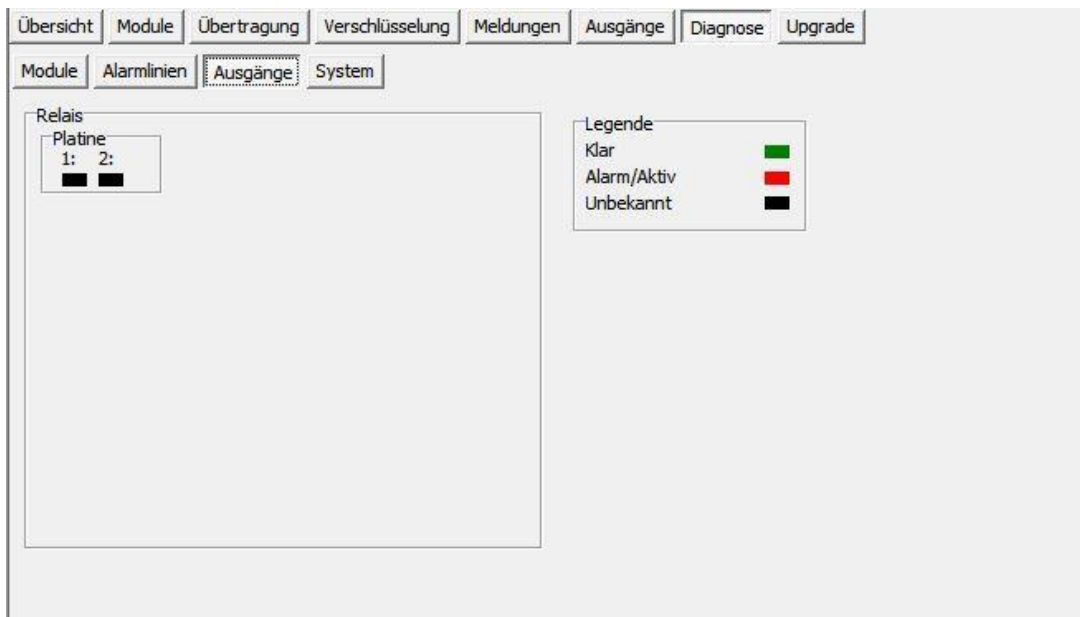 Übersicht Module Übertragung Verschlüsselung Meldungen Ausgänge Diagnose Upgrade
Module Alarmlinien Ausgänge System
Relais
Platine
1: 2:
Legende
Klar
Alarm/Aktiv
Unbekannt